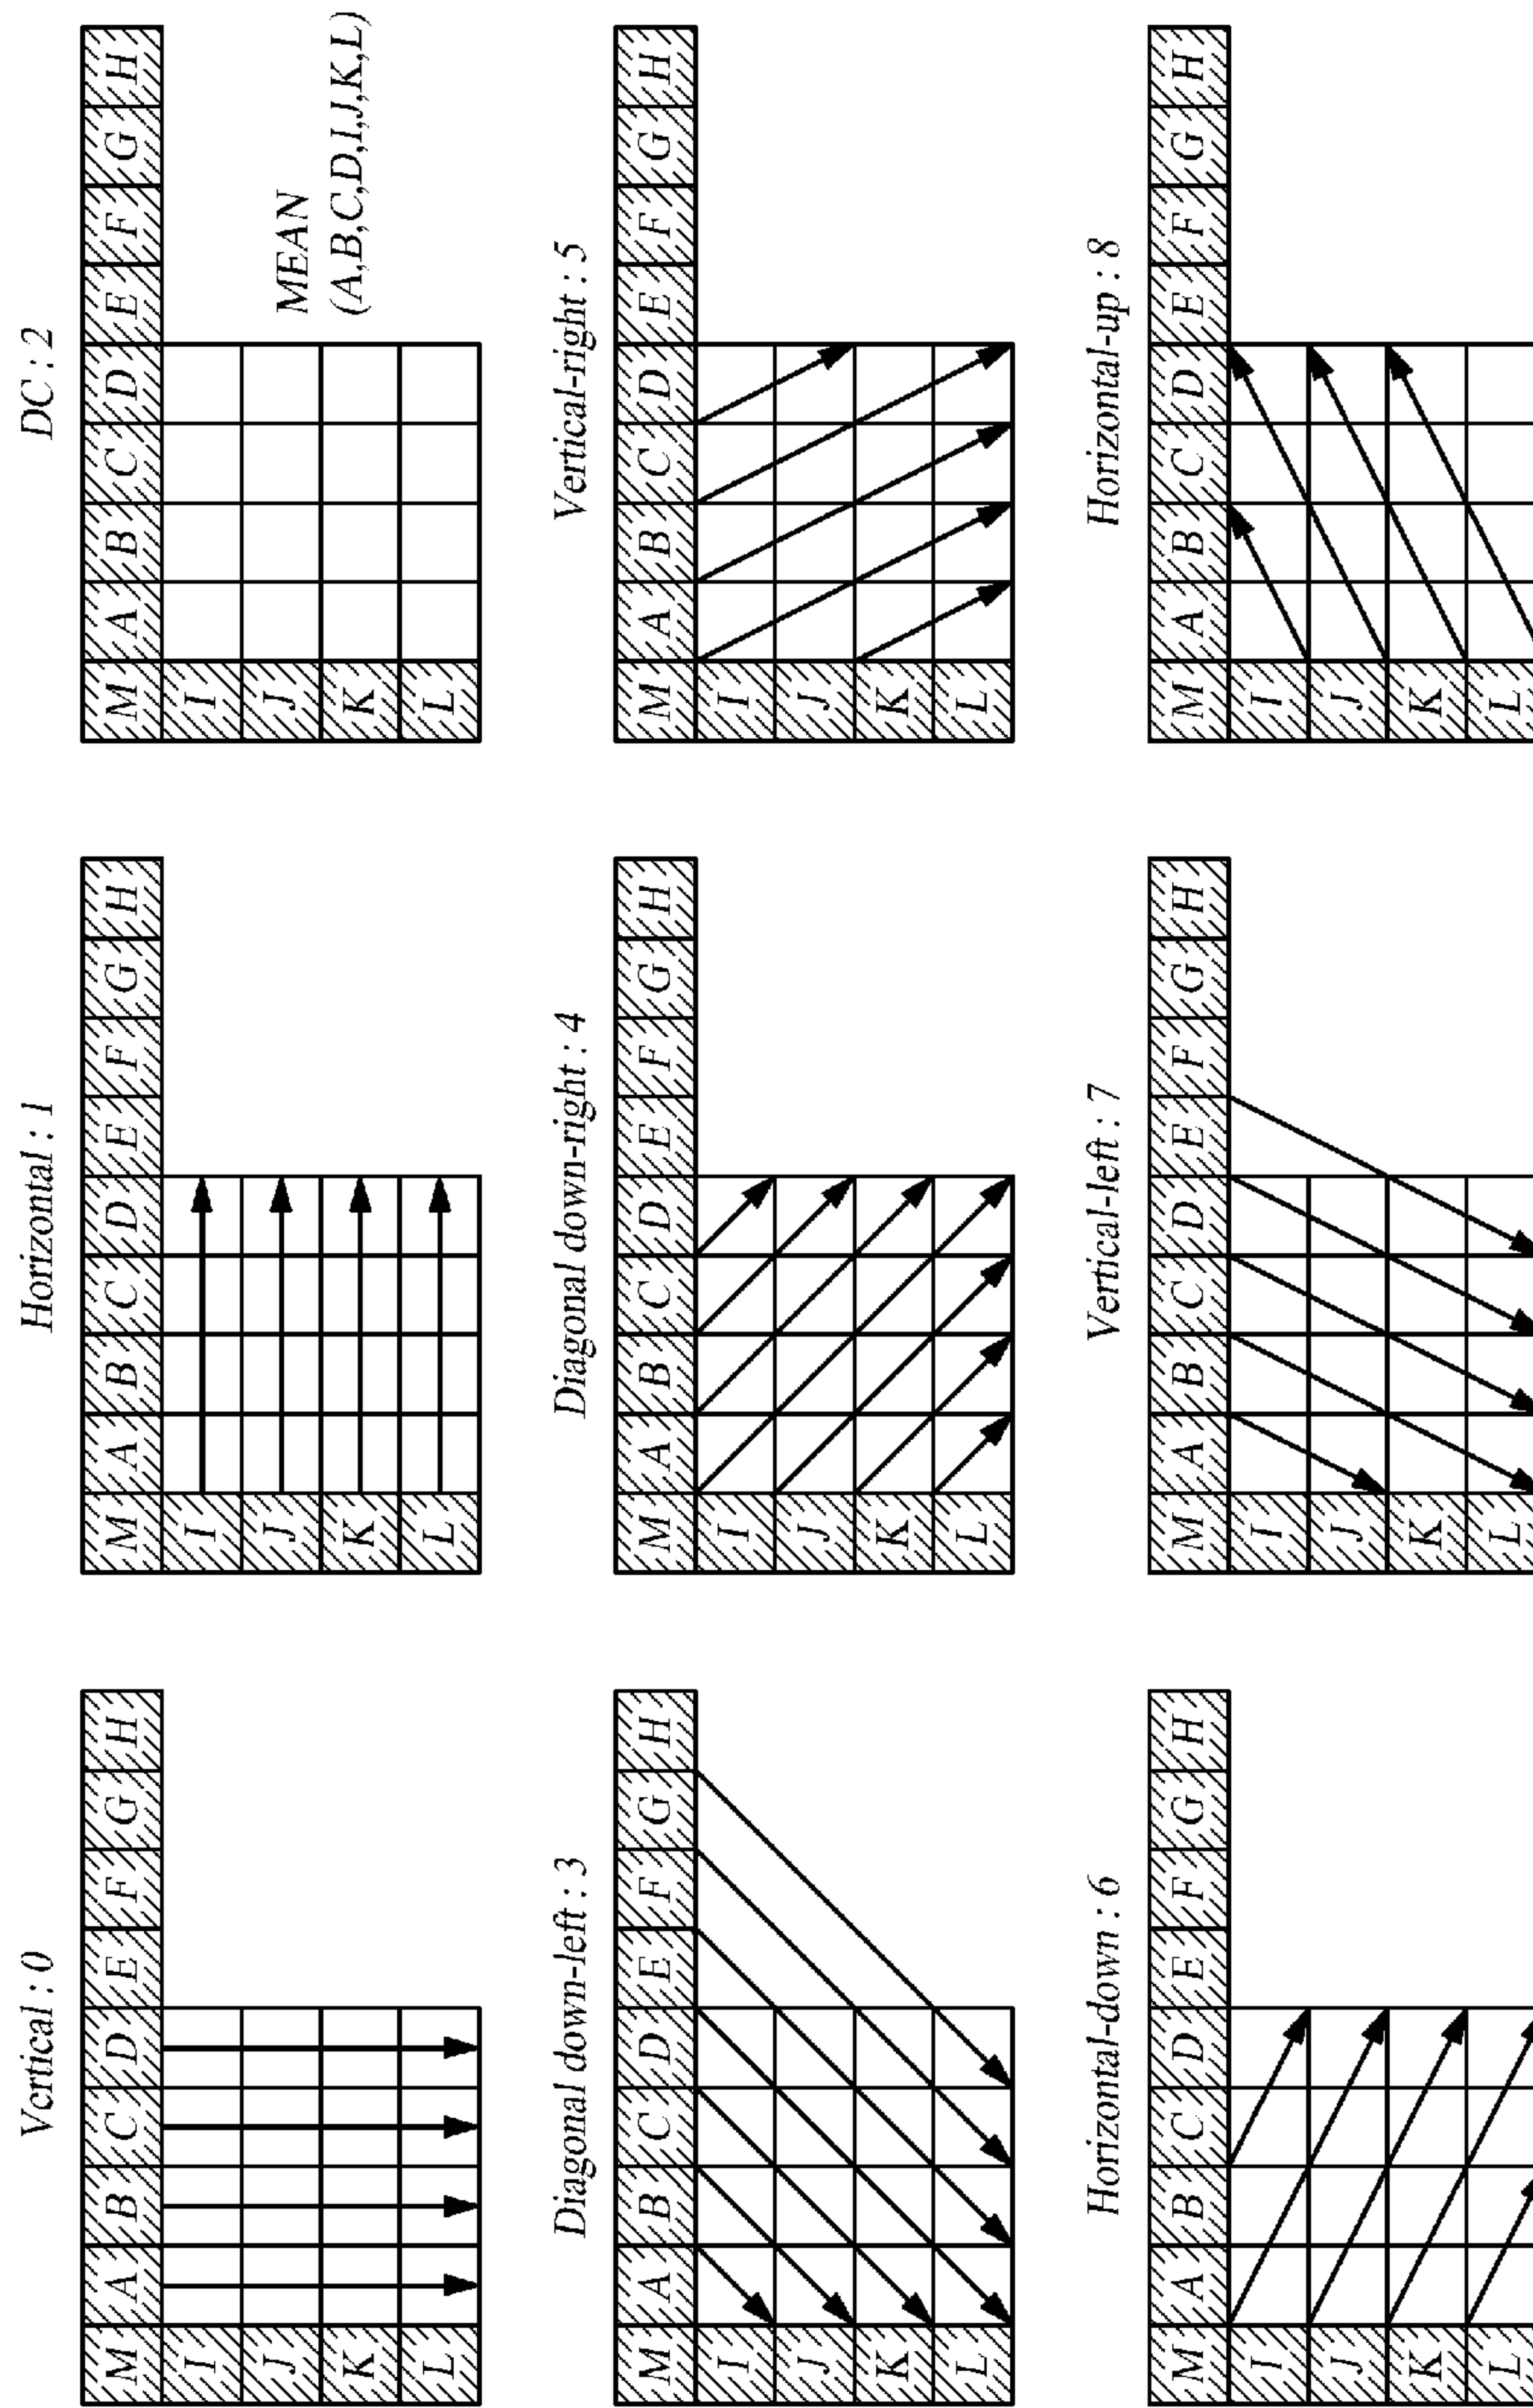 Vertical : 0
M A B C D E F G H
I
J
K
L
Horizontal : 1
M A B C D E F G H
I
J
K
L
DC : 2
M A B C D E F G H
I
J
K
L
MEAN
(A,B,C,D,I,J,K,L)
Diagonal down-left : 3
M A B C D E F G H
I
J
K
L
Diagonal down-right : 4
M A B C D E F G H
I
J
K
L
Vertical-right : 5
M A B C D E F G H
I
J
K
L
Horizontal-down : 6
M A B C D E F G H
I
J
K
L
Vertical-left : 7
M A B C D E F G H
I
J
K
L
Horizontal-up : 8
M A B C D E F G H
I
J
K
L